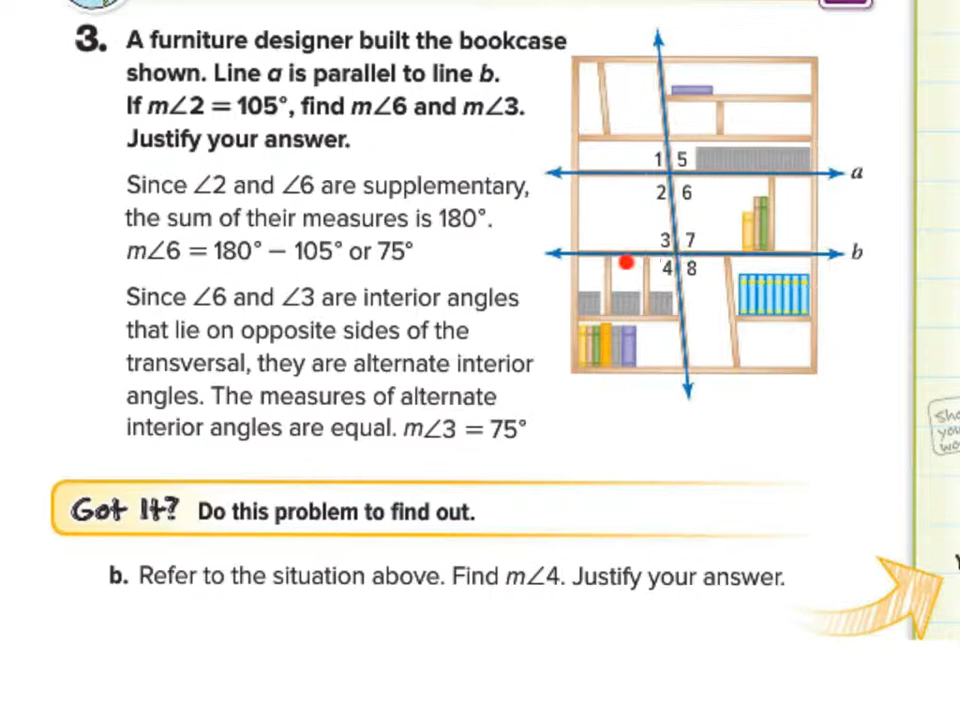 3. A furniture designer built the bookcase
shown. Line a is parallel to line b.
If m∠2 = 105°, find m∠6 and m∠3.
Justify your answer.
Since ∠2 and ∠6 are supplementary,
the sum of their measures is 180°.
m∠6 = 180° – 105° or 75°
Since ∠6 and ∠3 are interior angles
that lie on opposite sides of the
transversal, they are alternate interior
angles. The measures of alternate
interior angles are equal. m∠3 = 75°
1 5
a
2 6
3 7
b
4 8
Got It? Do this problem to find out.
b. Refer to the situation above. Find m∠4. Justify your answer.